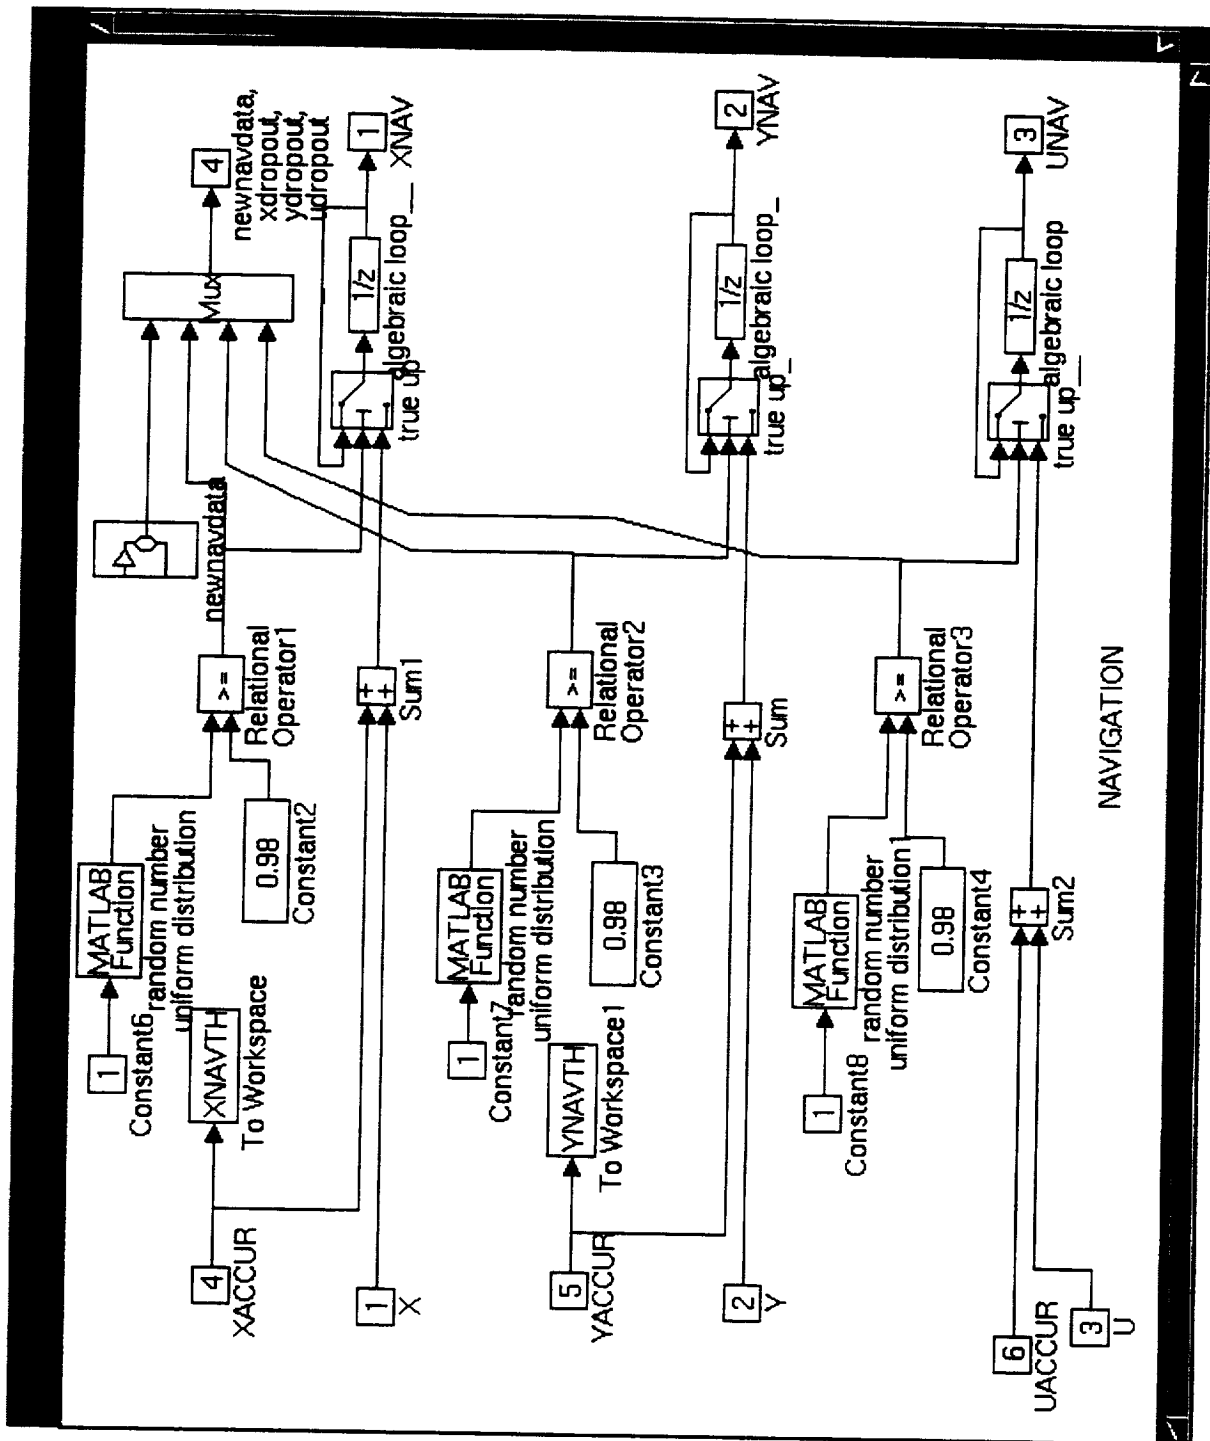 1
Constant6
MATLAB
Function
random number
uniform distribution
0.98
Constant2
>=
Relational
Operator1
newnavdata
Mux
4
newnavdata,
xdropout,
ydropout,
udropout
4
XACCUR
XNAVTH
To Workspace
1
X
+
+
Sum1
true up
1/z
algebraic loop__
1
XNAV
1
Constant7
MATLAB
Function
random number
uniform distribution
0.98
Constant3
>=
Relational
Operator2
5
YACCUR
YNAVTH
To Workspace1
2
Y
+
+
Sum
true up_
1/z
algebraic loop_
2
YNAV
1
Constant8
MATLAB
Function
random number
uniform distribution1
0.98
Constant4
>=
Relational
Operator3
6
UACCUR
3
U
+
+
Sum2
true up__
1/z
algebraic loop
3
UNAV
NAVIGATION